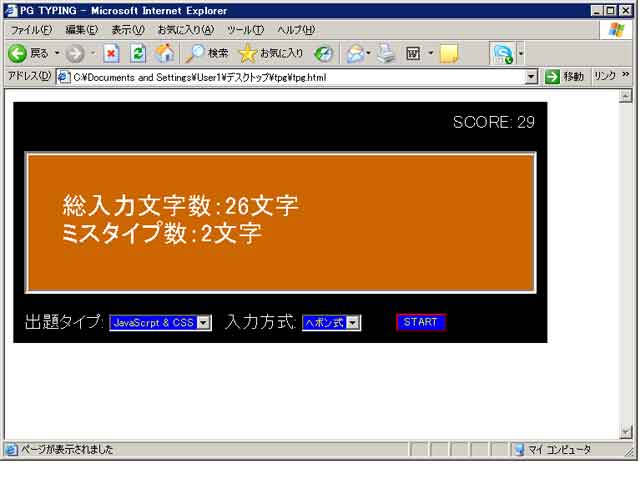 PG TYPING - Microsoft Internet Explorer
ファイル(F) 編集(E) 表示(V) お気に入り(A) ツール(T) ヘルプ(H)
戻る 検索 お気に入り
アドレス(D) C:¥Documents and Settings¥User1¥デスクトップ¥tpg¥tpg.html 移動 リンク »
SCORE: 29
総入力文字数:26文字
ミスタイプ数:2文字
出題タイプ: JavaScrpt & CSS 入力方式: ヘボン式 START
ページが表示されました マイ コンピュータ